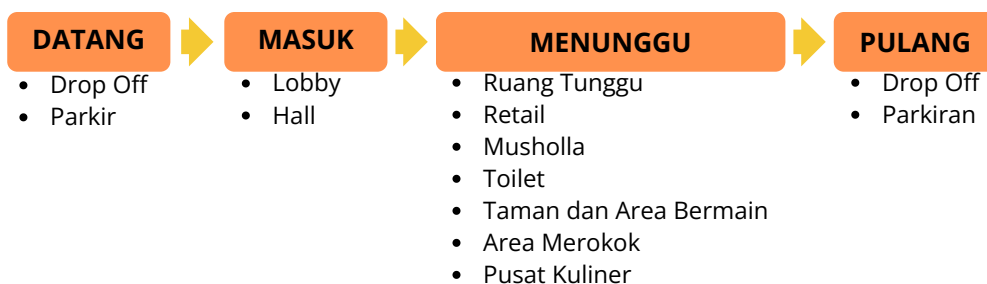 DATANG
• Drop Off
• Parkir
MASUK
• Lobby
• Hall
MENUNGGU
• Ruang Tunggu
• Retail
• Musholla
• Toilet
• Taman dan Area Bermain
• Area Merokok
• Pusat Kuliner
PULANG
• Drop Off
• Parkiran